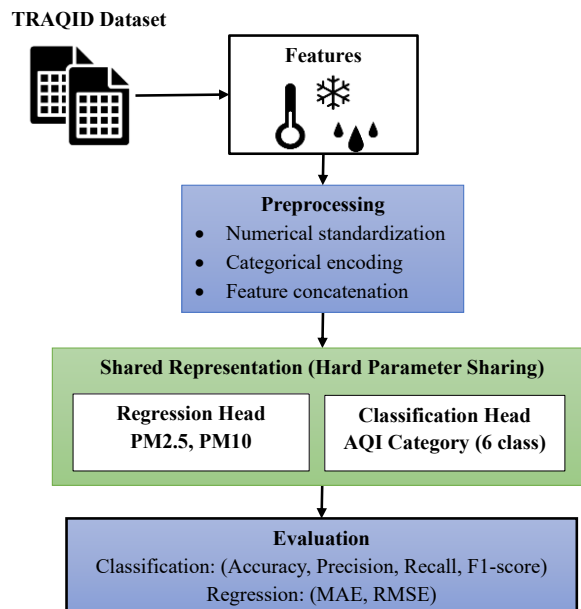 TRAQID Dataset
Features
Preprocessing
• Numerical standardization
• Categorical encoding
• Feature concatenation
Shared Representation (Hard Parameter Sharing)
Regression Head
PM2.5, PM10
Classification Head
AQI Category (6 class)
Evaluation
Classification: (Accuracy, Precision, Recall, F1-score)
Regression: (MAE, RMSE)